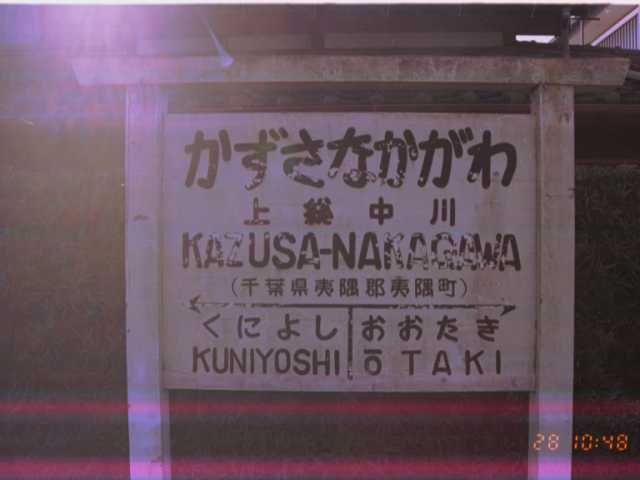 かずさなかがわ
上総中川
KAZUSA-NAKAGAWA
(千葉県夷隅郡夷隅町)
くによし おおたき
KUNIYOSHI ŌTAKI
28 10:48